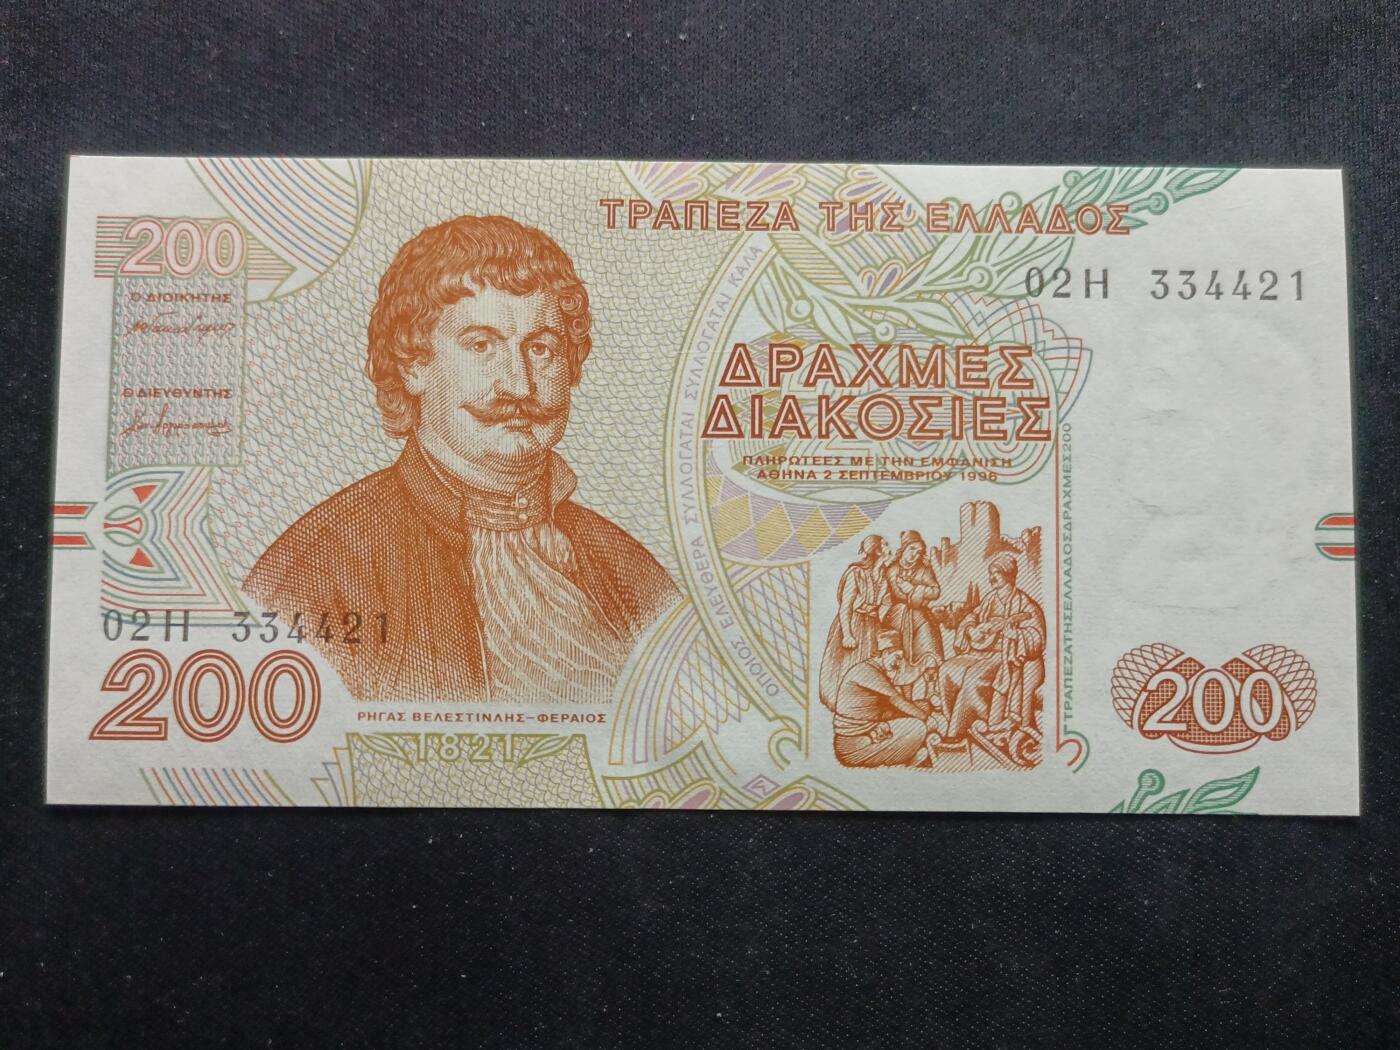 ΤΡΑΠΕΖΑ ΤΗΣ ΕΛΛΑΔΟΣ
200
Ο ΔΙΟΙΚΗΤΗΣ
Ο ΔΙΕΥΘΥΝΤΗΣ
02Η 334421
ΔΡΑΧΜΕΣ
ΔΙΑΚΟΣΙΕΣ
ΠΛΗΡΩΤΕΕΣ ΜΕ ΤΗΝ ΕΜΦΑΝΙΣΗ
ΑΘΗΝΑ 2 ΣΕΠΤΕΜΒΡΙΟΥ 1996
ΟΠΟΙΟΣ ΕΛΕΥΘΕΡΑ ΣΥΛΛΟΓΑΤΑΙ ΣΥΛΛΟΓΑΤΑΙ ΚΑΛΑ
ΤΡΑΠΕΖΑΤΗΣΕΛΛΑΔΟΣΔΡΑΧΜΕΣ200
02Η 334421
200
ΡΗΓΑΣ ΒΕΛΕΣΤΙΝΛΗΣ-ΦΕΡΑΙΟΣ
1821
200